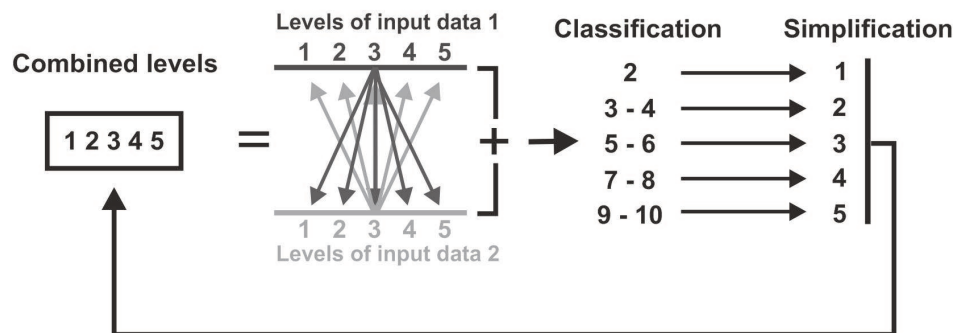 Combined levels
1 2 3 4 5
=
Levels of input data 1
1 2 3 4 5
1 2 3 4 5
Levels of input data 2
+
Classification
2
3 - 4
5 - 6
7 - 8
9 - 10
Simplification
1
2
3
4
5